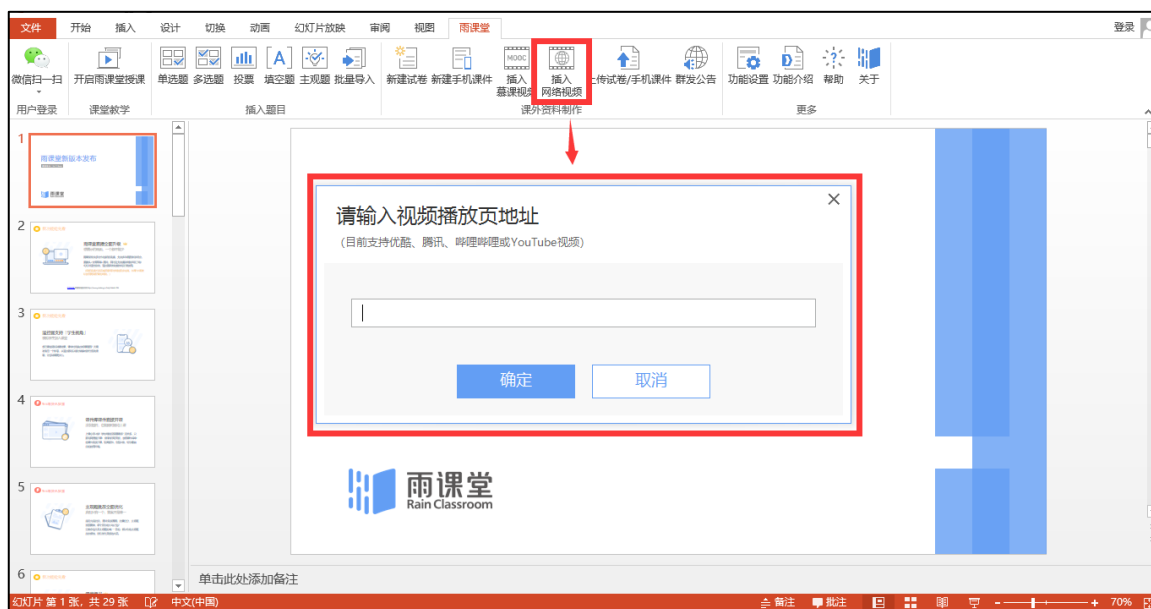 文件 开始 插入 设计 切换 动画 幻灯片放映 审阅 视图 雨课堂 登录
MOOC
微信扫一扫 开启雨课堂授课 单选题 多选题 投票 填空题 主观题 批量导入 新建试卷 新建手机课件 插入 插入 上传试卷/手机课件 群发公告 功能设置 功能介绍 帮助 关于
慕课视频 网络视频
用户登录 课堂教学 插入题目 课外资料制作 更多
1
雨课堂新版本发布
雨课堂
2
3
4
5
6
请输入视频播放页地址
(目前支持优酷、腾讯、哔哩哔哩或YouTube视频)
确定 取消
雨课堂
Rain Classroom
单击此处添加备注
幻灯片 第 1 张，共 29 张 中文(中国) 备注 批注 70%